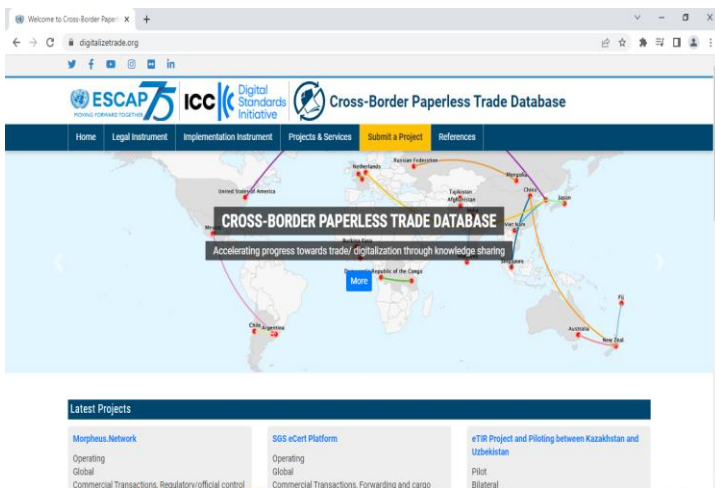 Welcome to Cross-Border Paperl
digitalizetrade.org
ESCAP 75
MOVING FORWARD TOGETHER
ICC Digital Standards Initiative
Cross-Border Paperless Trade Database
Home Legal Instrument Implementation Instrument Projects & Services Submit a Project References
Netherlands
Russian Federation
Mongolia
United States of America
Tajikistan
China
Japan
Afghanistan
CROSS-BORDER PAPERLESS TRADE DATABASE
Mexico
Viet Nam
Burkina Faso
Accelerating progress towards trade/ digitalization through knowledge sharing
Singapore
Republic of the Congo
More
Fiji
Chile
Argentina
Australia
New Zeal
Latest Projects
Morpheus.Network
Operating
Global
Commercial Transactions, Regulatory/official control
SGS eCert Platform
Operating
Global
Commercial Transactions, Forwarding and cargo
eTIR Project and Piloting between Kazakhstan and
Uzbekistan
Pilot
Bilateral